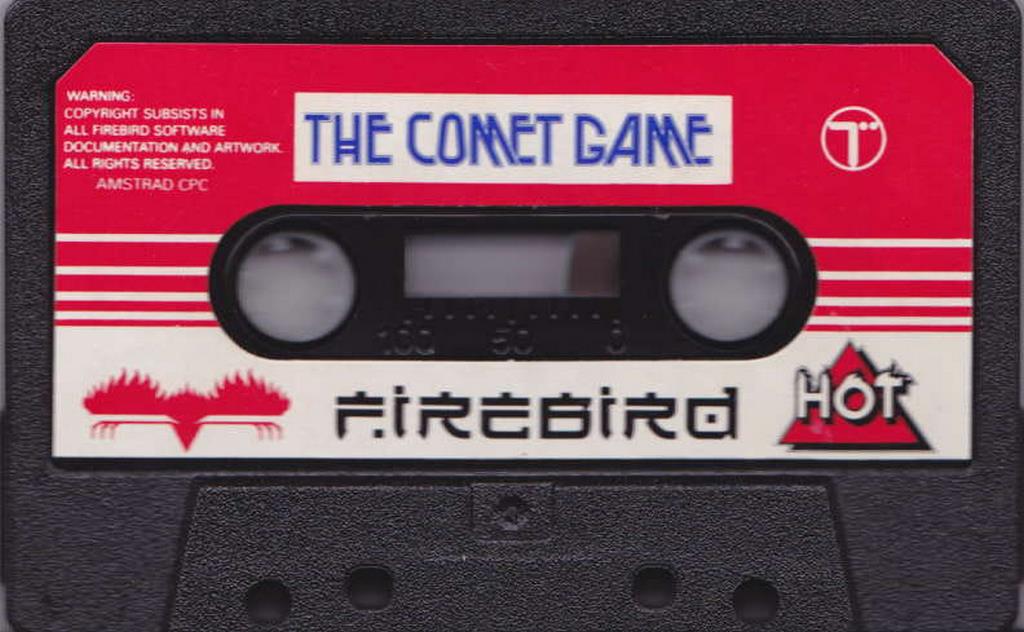 WARNING:
COPYRIGHT SUBSISTS IN
ALL FIREBIRD SOFTWARE
DOCUMENTATION AND ARTWORK.
ALL RIGHTS RESERVED.
AMSTRAD CPC
THE COMET GAME
T
100 50 0
FIREBIRD
HOT